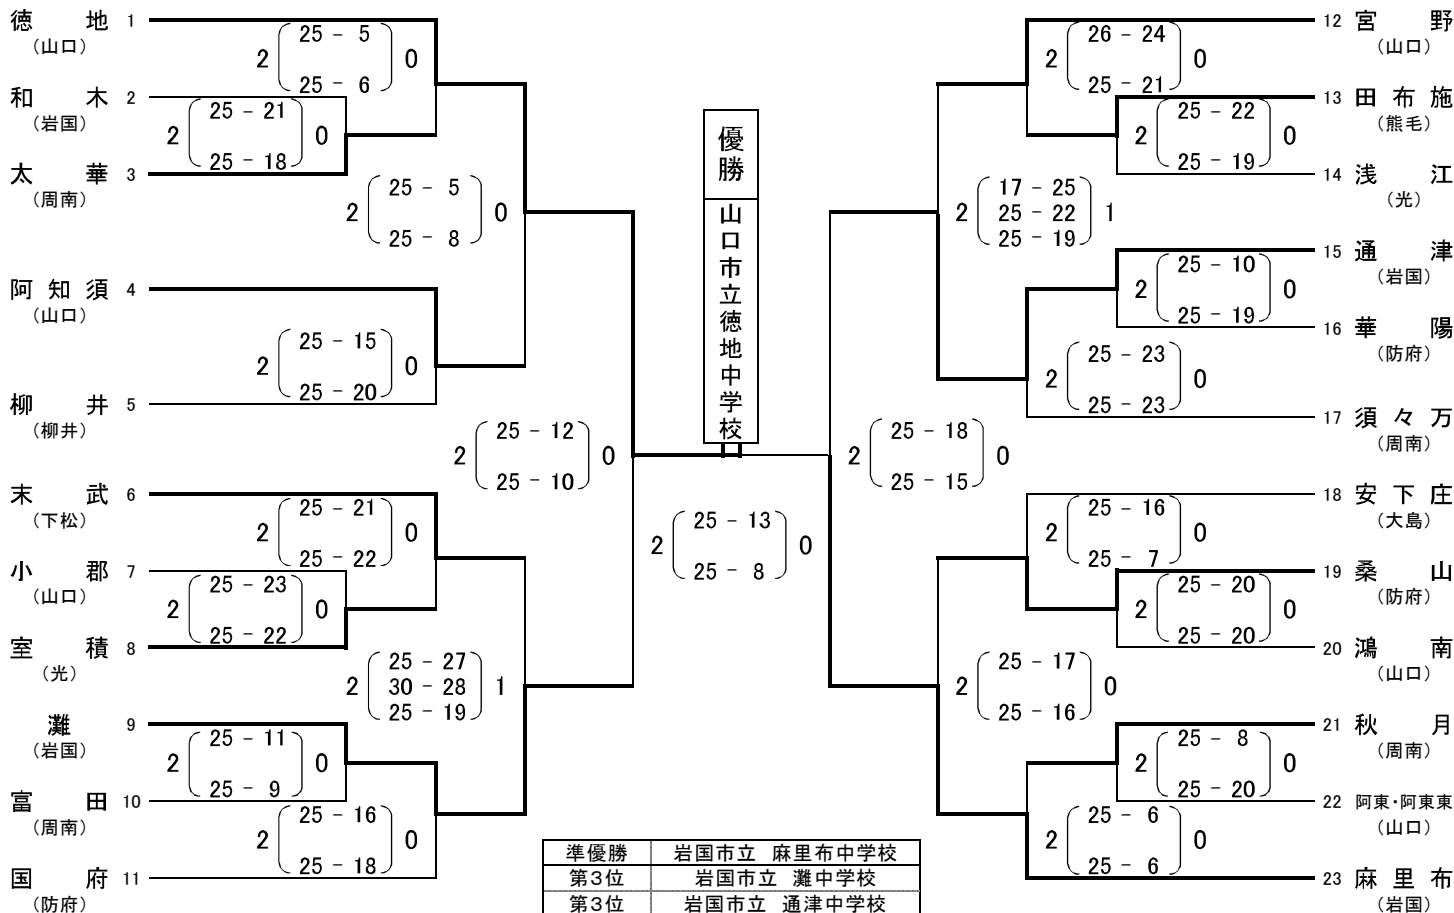 徳地 1
(山口)
2 25 - 5 0
25 - 6
和木 2
(岩国)
2 25 - 21 0
25 - 18
太華 3
(周南)
2 25 - 5 0
25 - 8
阿知須 4
(山口)
2 25 - 15 0
25 - 20
柳井 5
(柳井)
2 25 - 12 0
25 - 10
末武 6
(下松)
2 25 - 21 0
25 - 22
小郡 7
(山口)
2 25 - 23 0
25 - 22
室積 8
(光)
2 25 - 27 1
30 - 28
25 - 19
灘 9
(岩国)
2 25 - 11 0
25 - 9
富田 10
(周南)
2 25 - 16 0
25 - 18
国府 11
(防府)
優勝
山口市立徳地中学校
2 25 - 13 0
25 - 8
12 宮野
(山口)
2 26 - 24 0
25 - 21
13 田布施
(熊毛)
2 25 - 22 0
25 - 19
14 浅江
(光)
2 17 - 25 1
25 - 22
25 - 19
15 通津
(岩国)
2 25 - 10 0
25 - 19
16 華陽
(防府)
2 25 - 23 0
25 - 23
17 須々万
(周南)
2 25 - 18 0
25 - 15
18 安下庄
(大島)
2 25 - 16 0
25 - 7
19 桑山
(防府)
2 25 - 20 0
25 - 20
20 鴻南
(山口)
2 25 - 17 0
25 - 16
21 秋月
(周南)
2 25 - 8 0
25 - 20
22 阿東・阿東東
(山口)
2 25 - 6 0
25 - 6
23 麻里布
(岩国)
準優勝 岩国市立 麻里布中学校
第3位 岩国市立 灘中学校
第3位 岩国市立 通津中学校